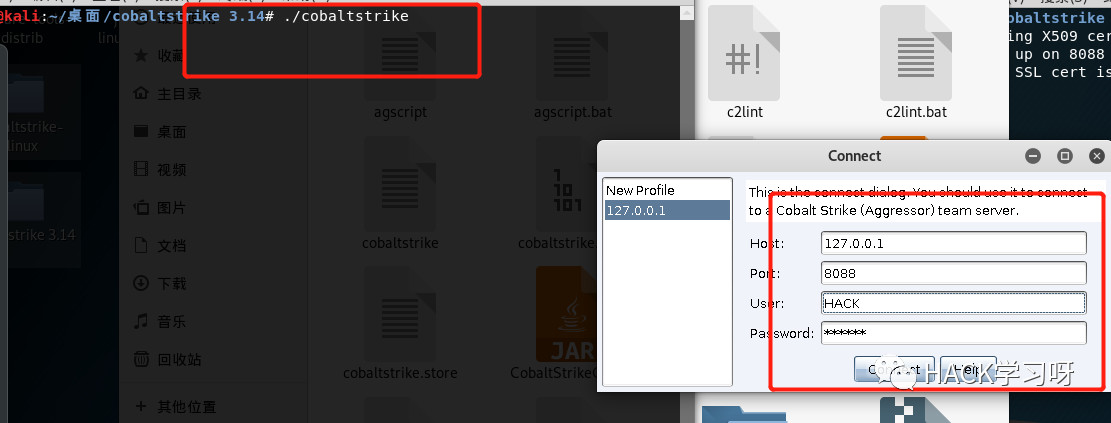 @kali:~/桌面/cobaltstrike 3.14# ./cobaltstrike
distrib
收藏
主目录
桌面
视频
图片
文档
下载
音乐
回收站
其他位置
linux
strike 3.14
agscript
agscript.bat
cobaltstrike
cobaltstrike.store
JAR
#!
c2lint
c2lint.bat
cobaltstrike
ing X509 cer
up on 8088
SSL cert is
Connect
New Profile
127.0.0.1
This is the connect dialog. You should use it to connect
to a Cobalt Strike (Aggressor) team server.
Host: 127.0.0.1
Port: 8088
User: HACK
Password: ******
Connect Help
HACK学习呀